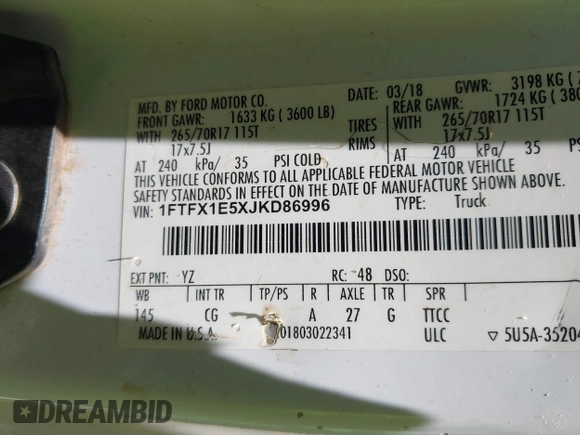 MFD. BY FORD MOTOR CO.
DATE: 03/18 GVWR: 3198 KG
FRONT GAWR: 1633 KG ( 3600 LB)
REAR GAWR: 1724 KG (
WITH 265/70R17 115T TIRES WITH 265/70R17 115T
17x7.5J RIMS 17x7.5J
AT 240 kPa/ 35 PSI COLD AT 240 kPa/ 35
THIS VEHICLE CONFORMS TO ALL APPLICABLE FEDERAL MOTOR VEHICLE
SAFETY STANDARDS IN EFFECT ON THE DATE OF MANUFACTURE SHOWN ABOVE.
VIN: 1FTFX1E5XJKD86996 TYPE: Truck
EXT PNT: YZ RC: 48 DSO:
WB INT TR TP/PS R AXLE TR SPR
145 CG A 27 G TTCC
MADE IN U.S.A. 01803022341 ULC ▽ 5U5A-35204
DREAMBID